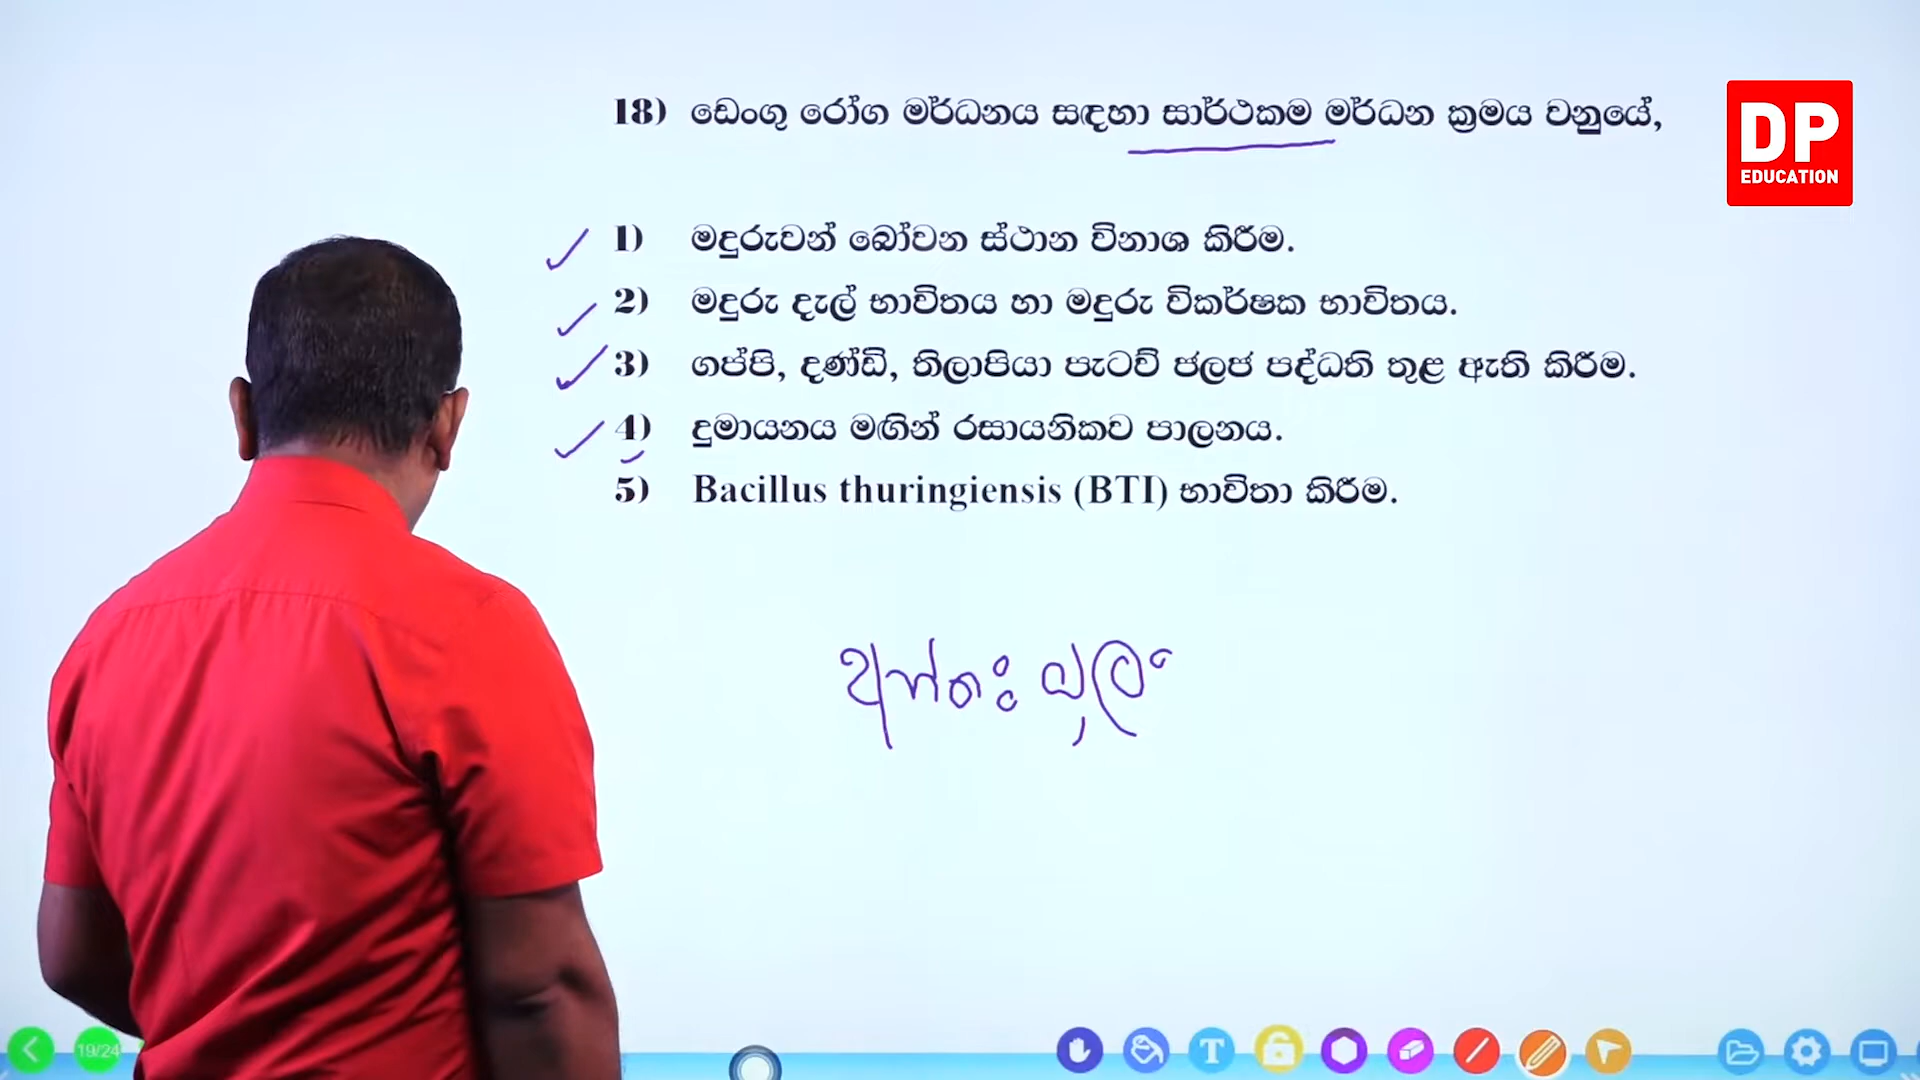 18) ඩෙංගු රෝග මර්ධනය සඳහා සාර්ථකම මර්ධන ක්‍රමය වනුයේ,
DP
EDUCATION
1) මදුරුවන් බෝවන ස්ථාන විනාශ කිරීම.
2) මදුරු දැල් භාවිතය හා මදුරු විකර්ෂක භාවිතය.
3) ගප්පි, දණ්ඩි, තිලාපියා පැටව් ජලජ පද්ධති තුළ ඇති කිරීම.
4) දුමායනය මඟින් රසායනිකව පාලනය.
5) Bacillus thuringiensis (BTI) භාවිතා කිරීම.
19/24
T